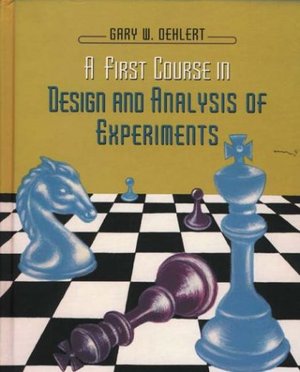 GARY W. OEHLERT
A FIRST COURSE IN
DESIGN AND ANALYSIS OF
EXPERIMENTS